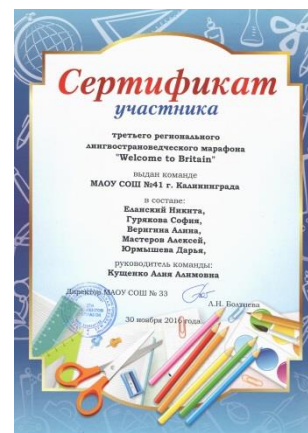 Сертификат
участника
третьего регионального
лингвострановедческого марафона
"Welcome to Britain"
выдан команде
МАОУ СОШ №41 г. Калининграда
в составе:
Еланский Никита,
Гурякова София,
Веригина Алина,
Мастеров Алексей,
Юрмышева Дарья,
руководитель команды:
Кущенко Алия Алимовна
Директор МАОУ СОШ № 33
А.Н.
30 ноября 2016 года